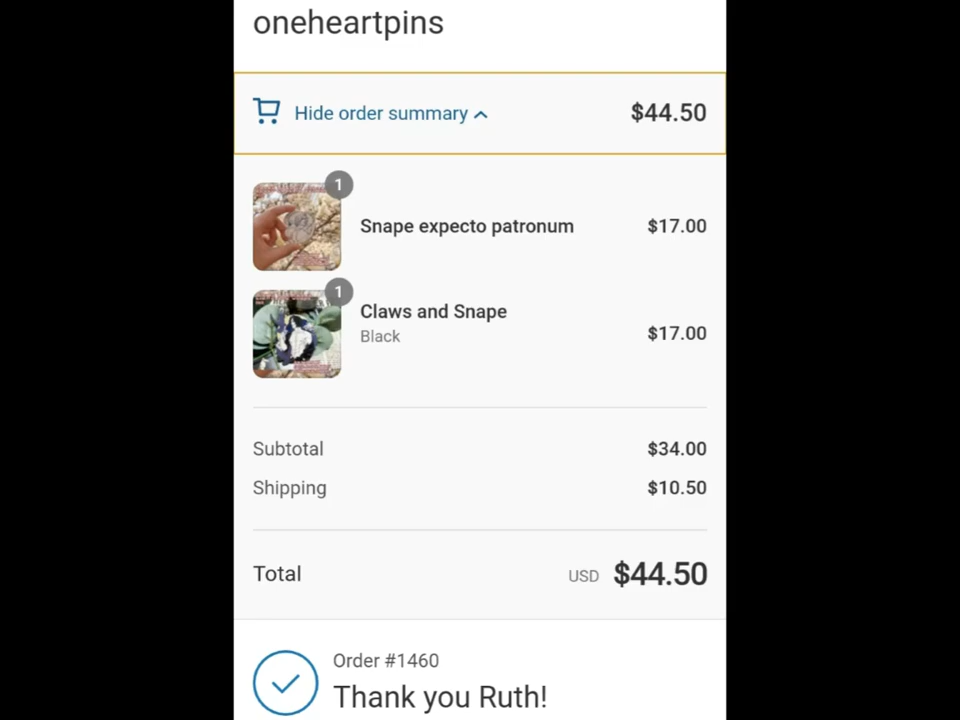 oneheartpins
Hide order summary
$44.50
1
Snape expecto patronum
$17.00
1
Claws and Snape
Black
$17.00
Subtotal
$34.00
Shipping
$10.50
Total
USD $44.50
Order #1460
Thank you Ruth!